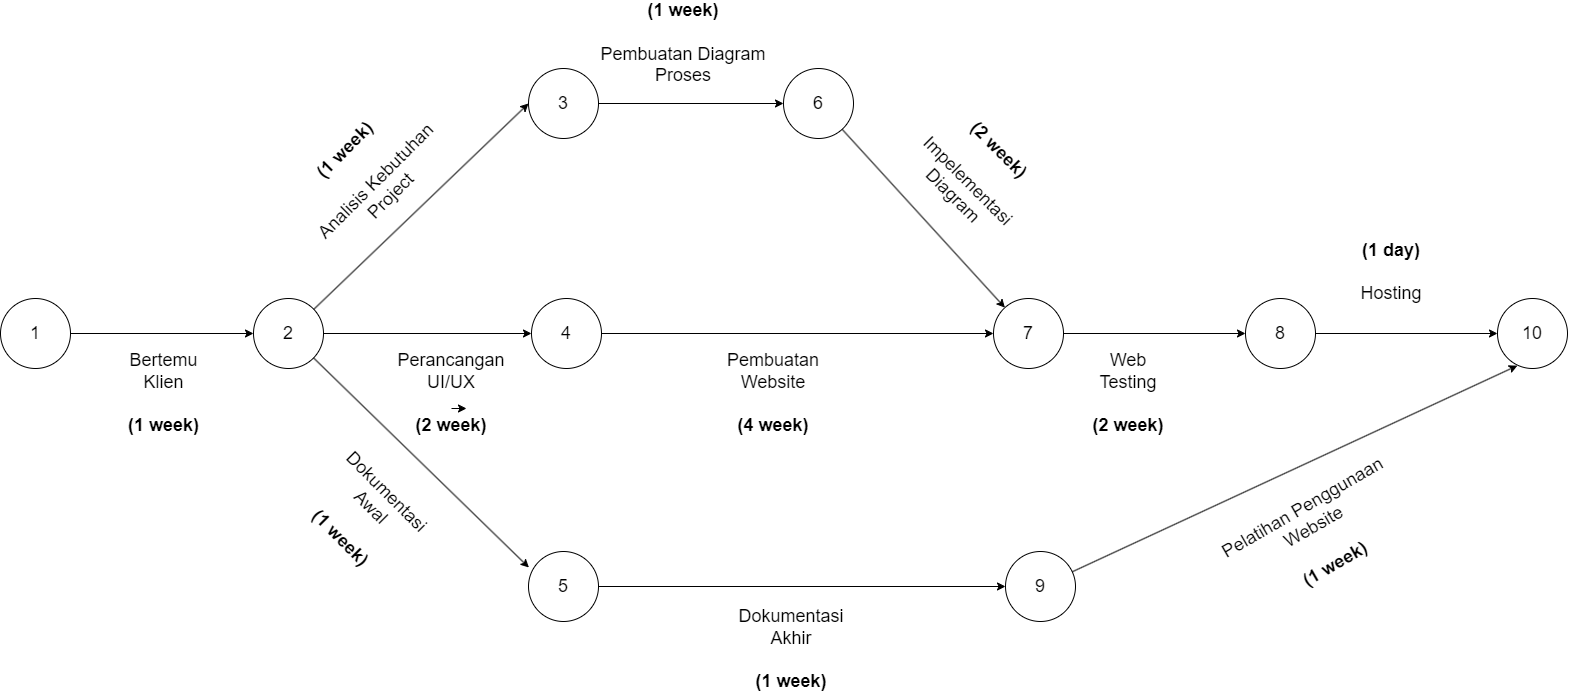 (1 week)
Pembuatan Diagram
Proses
3
6
(1 week)
Analisis Kebutuhan
Project
(2 week)
Impelementasi
Diagram
(1 day)
Hosting
1
2
4
7
8
10
Bertemu
Klien
(1 week)
Perancangan
UI/UX
(2 week)
Pembuatan
Website
(4 week)
Web
Testing
(2 week)
Dokumentasi
Awal
(1 week)
5
9
Pelatihan Penggunaan
Website
(1 week)
Dokumentasi
Akhir
(1 week)